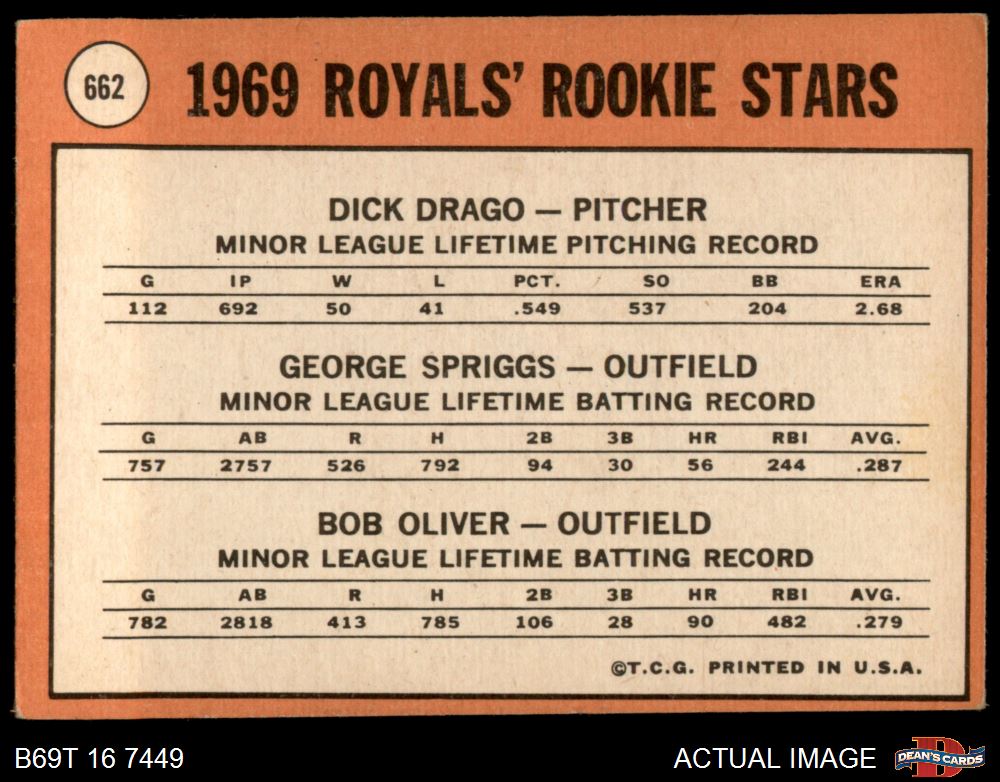 662
1969 ROYALS' ROOKIE STARS
DICK DRAGO — PITCHER
MINOR LEAGUE LIFETIME PITCHING RECORD
G IP W L PCT. SO BB ERA
112 692 50 41 .549 537 204 2.68
GEORGE SPRIGGS — OUTFIELD
MINOR LEAGUE LIFETIME BATTING RECORD
G AB R H 2B 3B HR RBI AVG.
757 2757 526 792 94 30 56 244 .287
BOB OLIVER — OUTFIELD
MINOR LEAGUE LIFETIME BATTING RECORD
G AB R H 2B 3B HR RBI AVG.
782 2818 413 785 106 28 90 482 .279
©T.C.G. PRINTED IN U.S.A.
B69T 16 7449
ACTUAL IMAGE
D
DEAN'S CARDS